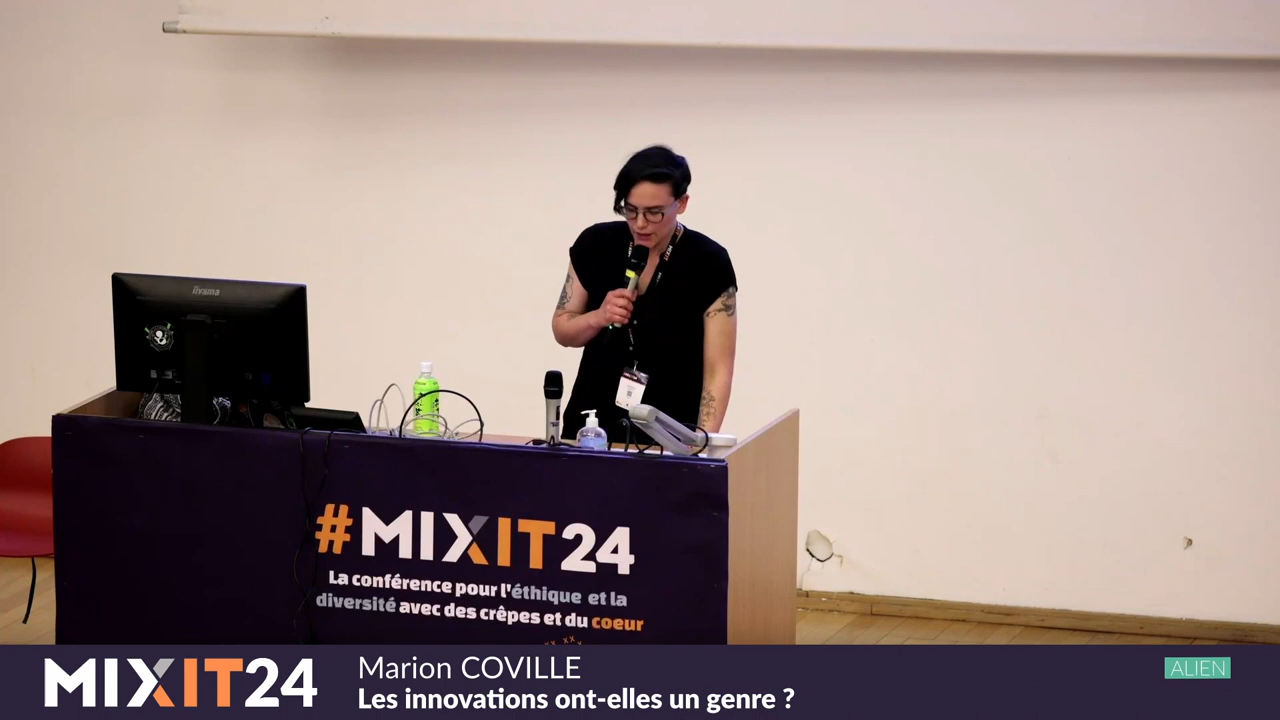 iiyama
#MIXIT24
La conférence pour l'éthique et la
diversité avec des crêpes et du coeur
MIXIT24
Marion COVILLE
Les innovations ont-elles un genre ?
ALIEN